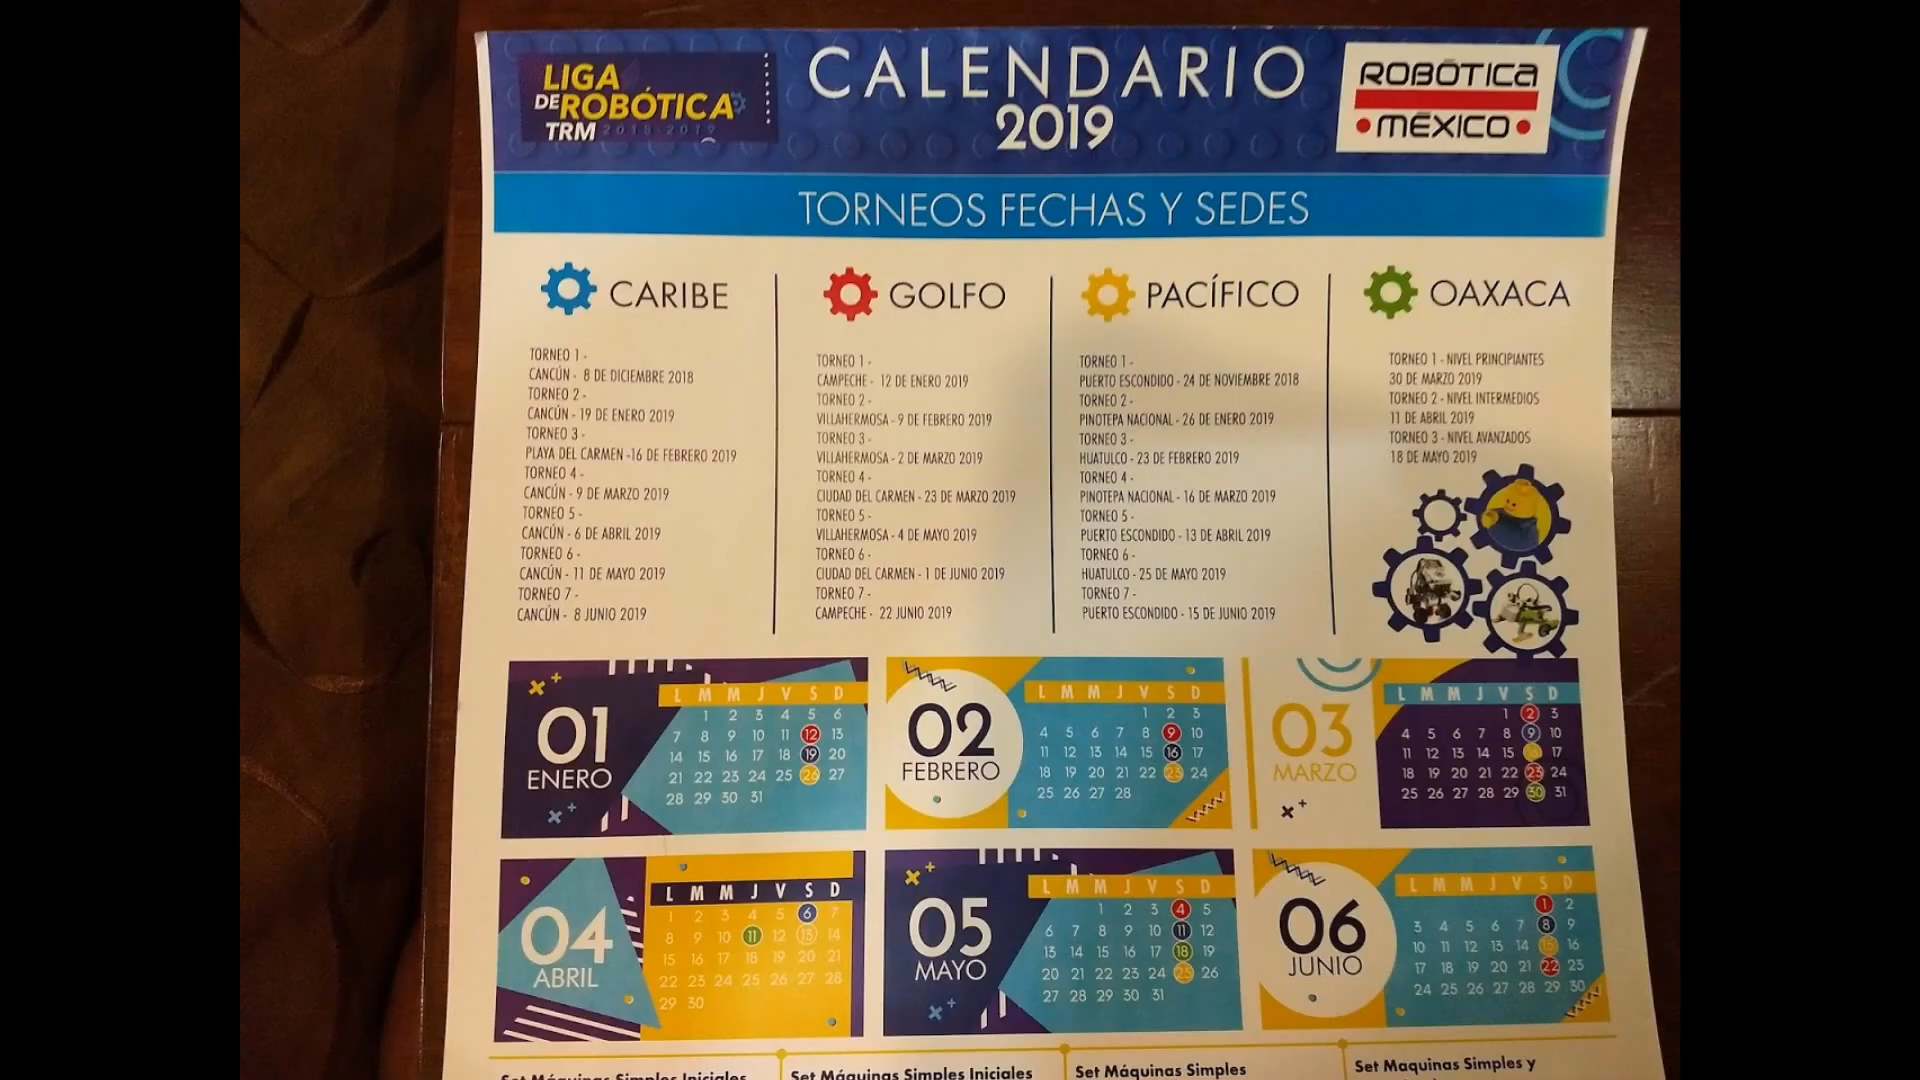 LIGA
DE ROBÓTICA
TRM 2018-2019
CALENDARIO
2019
ROBÓTICA
MÉXICO
TORNEOS FECHAS Y SEDES
CARIBE
TORNEO 1 -
CANCÚN - 8 DE DICIEMBRE 2018
TORNEO 2 -
CANCÚN - 19 DE ENERO 2019
TORNEO 3 -
PLAYA DEL CARMEN -16 DE FEBRERO 2019
TORNEO 4 -
CANCÚN - 9 DE MARZO 2019
TORNEO 5 -
CANCÚN - 6 DE ABRIL 2019
TORNEO 6 -
CANCÚN - 11 DE MAYO 2019
TORNEO 7 -
CANCÚN - 8 JUNIO 2019
GOLFO
TORNEO 1 -
CAMPECHE - 12 DE ENERO 2019
TORNEO 2 -
VILLAHERMOSA - 9 DE FEBRERO 2019
TORNEO 3 -
VILLAHERMOSA - 2 DE MARZO 2019
TORNEO 4 -
CIUDAD DEL CARMEN - 23 DE MARZO 2019
TORNEO 5 -
VILLAHERMOSA - 4 DE MAYO 2019
TORNEO 6 -
CIUDAD DEL CARMEN - 1 DE JUNIO 2019
TORNEO 7 -
CAMPECHE - 22 JUNIO 2019
PACÍFICO
TORNEO 1 -
PUERTO ESCONDIDO - 24 DE NOVIEMBRE 2018
TORNEO 2 -
PINOTEPA NACIONAL - 26 DE ENERO 2019
TORNEO 3 -
HUATULCO - 23 DE FEBRERO 2019
TORNEO 4 -
PINOTEPA NACIONAL - 16 DE MARZO 2019
TORNEO 5 -
PUERTO ESCONDIDO - 13 DE ABRIL 2019
TORNEO 6 -
HUATULCO - 25 DE MAYO 2019
TORNEO 7 -
PUERTO ESCONDIDO - 15 DE JUNIO 2019
OAXACA
TORNEO 1 - NIVEL PRINCIPIANTES
30 DE MARZO 2019
TORNEO 2 - NIVEL INTERMEDIOS
11 DE ABRIL 2019
TORNEO 3 - NIVEL AVANZADOS
18 DE MAYO 2019
01
ENERO
L M M J V S D
1 2 3 4 5 6
7 8 9 10 11 12 13
14 15 16 17 18 19 20
21 22 23 24 25 26 27
28 29 30 31
02
FEBRERO
L M M J V S D
1 2 3
4 5 6 7 8 9 10
11 12 13 14 15 16 17
18 19 20 21 22 23 24
25 26 27 28
03
MARZO
L M M J V S D
1 2 3
4 5 6 7 8 9 10
11 12 13 14 15 16 17
18 19 20 21 22 23 24
25 26 27 28 29 30 31
04
ABRIL
L M M J V S D
1 2 3 4 5 6 7
8 9 10 11 12 13 14
15 16 17 18 19 20 21
22 23 24 25 26 27 28
29 30
05
MAYO
L M M J V S D
1 2 3 4 5
6 7 8 9 10 11 12
13 14 15 16 17 18 19
20 21 22 23 24 25 26
27 28 29 30 31
06
JUNIO
L M M J V S D
1 2
3 4 5 6 7 8 9
10 11 12 13 14 15 16
17 18 19 20 21 22 23
24 25 26 27 28 29 30
Set Máquinas Simples Iniciales
Set Máquinas Simples Iniciales
Set Máquinas Simples
Set Maquinas Simples y